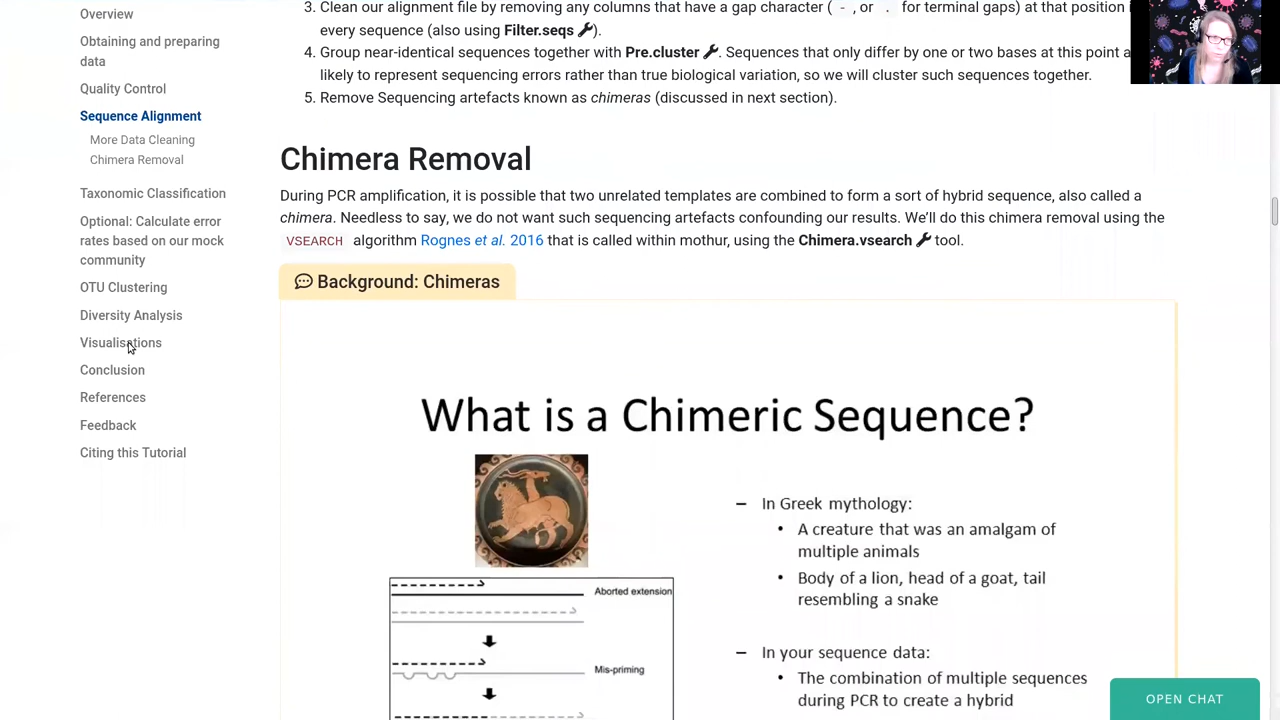 Overview
Obtaining and preparing
data
Quality Control
Sequence Alignment
More Data Cleaning
Chimera Removal
Taxonomic Classification
Optional: Calculate error
rates based on our mock
community
OTU Clustering
Diversity Analysis
Visualisations
Conclusion
References
Feedback
Citing this Tutorial
3. Clean our alignment file by removing any columns that have a gap character ( - , or . for terminal gaps) at that position
every sequence (also using Filter.seqs ).
4. Group near-identical sequences together with Pre.cluster . Sequences that only differ by one or two bases at this point
likely to represent sequencing errors rather than true biological variation, so we will cluster such sequences together.
5. Remove Sequencing artefacts known as chimeras (discussed in next section).
Chimera Removal
During PCR amplification, it is possible that two unrelated templates are combined to form a sort of hybrid sequence, also called a
chimera. Needless to say, we do not want such sequencing artefacts confounding our results. We'll do this chimera removal using the
VSEARCH algorithm Rognes et al. 2016 that is called within mothur, using the Chimera.vsearch tool.
Background: Chimeras
What is a Chimeric Sequence?
– In Greek mythology:
• A creature that was an amalgam of
multiple animals
• Body of a lion, head of a goat, tail
resembling a snake
– In your sequence data:
• The combination of multiple sequences
during PCR to create a hybrid
Aborted extension
Mis-priming
OPEN CHAT